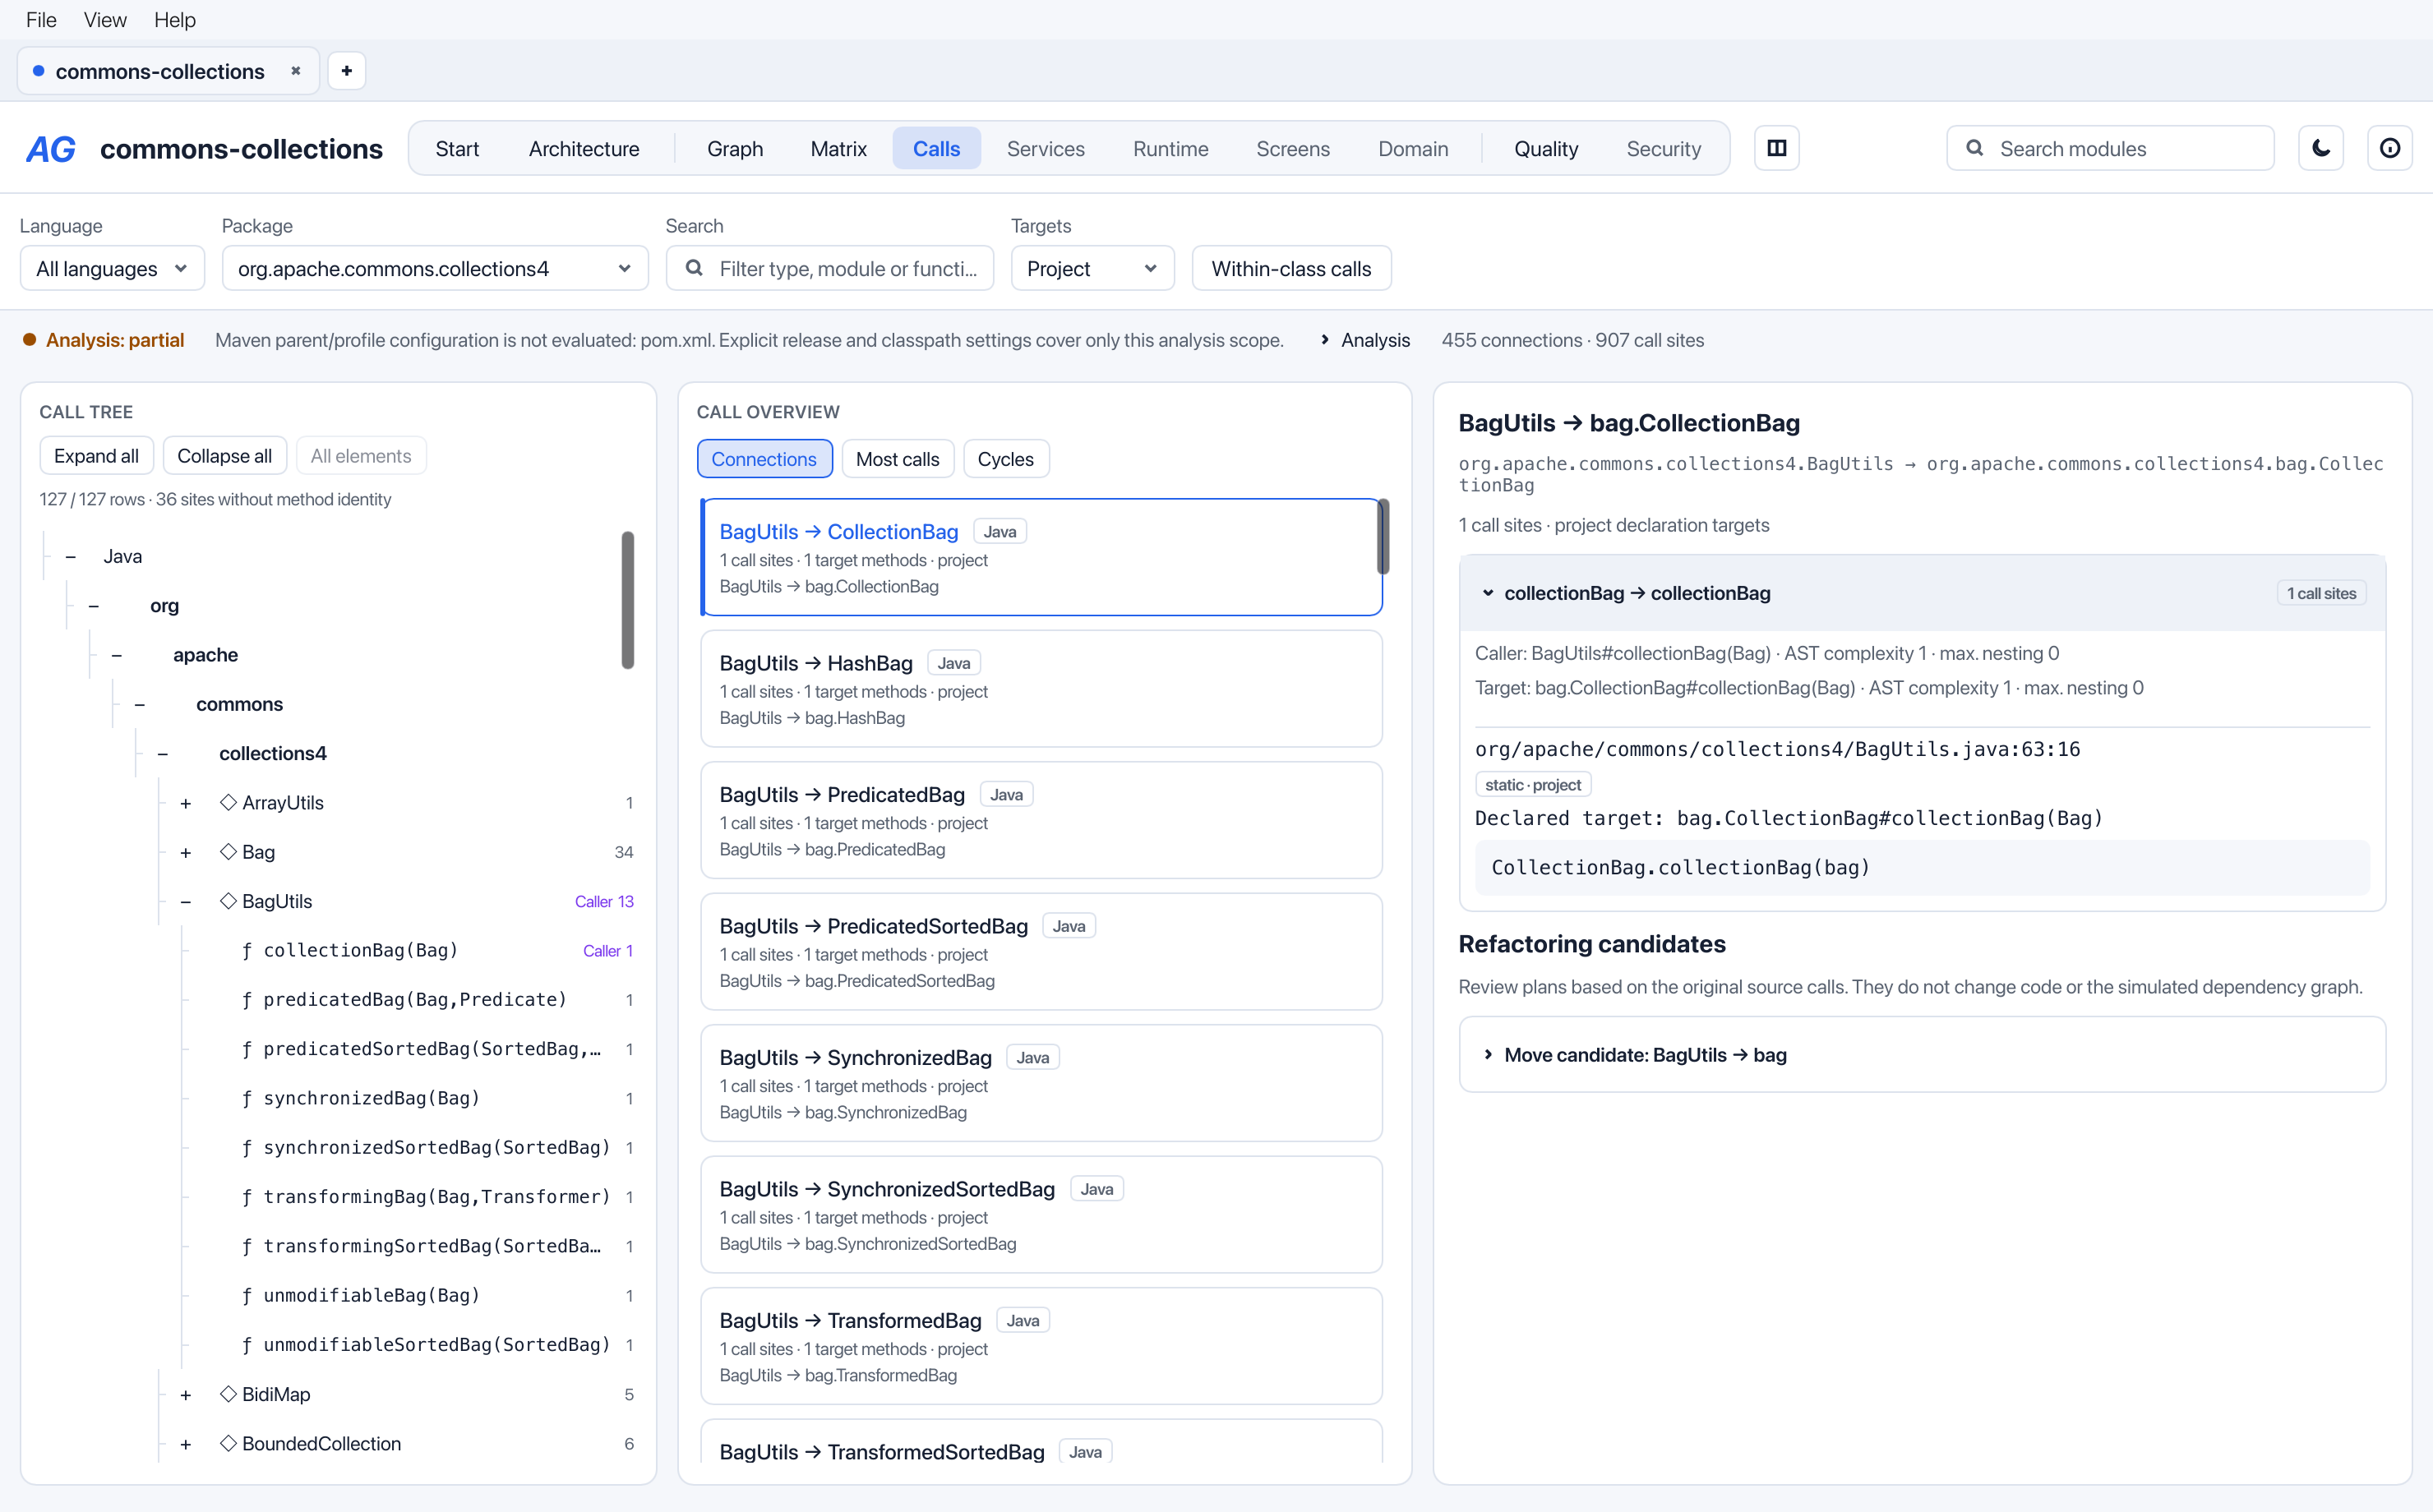 File View Help
commons-collections
AG commons-collections Start Architecture Graph Matrix Calls Services Runtime Screens Domain Quality Security Search modules
Language Package Search Targets
All languages org.apache.commons.collections4 Filter type, module or functi... Project Within-class calls
Analysis: partial Maven parent/profile configuration is not evaluated: pom.xml. Explicit release and classpath settings cover only this analysis scope. Analysis 455 connections · 907 call sites
CALL TREE
Expand all Collapse all All elements
127 / 127 rows · 36 sites without method identity
− Java
− org
− apache
− commons
− collections4
+ ◇ ArrayUtils 1
+ ◇ Bag 34
− ◇ BagUtils Caller 13
ƒ collectionBag(Bag) Caller 1
ƒ predicatedBag(Bag,Predicate) 1
ƒ predicatedSortedBag(SortedBag,… 1
ƒ synchronizedBag(Bag) 1
ƒ synchronizedSortedBag(SortedBag) 1
ƒ transformingBag(Bag,Transformer) 1
ƒ transformingSortedBag(SortedBa… 1
ƒ unmodifiableBag(Bag) 1
ƒ unmodifiableSortedBag(SortedBag) 1
+ ◇ BidiMap 5
+ ◇ BoundedCollection 6
CALL OVERVIEW
Connections Most calls Cycles
BagUtils → CollectionBag Java
1 call sites · 1 target methods · project
BagUtils → bag.CollectionBag
BagUtils → HashBag Java
1 call sites · 1 target methods · project
BagUtils → bag.HashBag
BagUtils → PredicatedBag Java
1 call sites · 1 target methods · project
BagUtils → bag.PredicatedBag
BagUtils → PredicatedSortedBag Java
1 call sites · 1 target methods · project
BagUtils → bag.PredicatedSortedBag
BagUtils → SynchronizedBag Java
1 call sites · 1 target methods · project
BagUtils → bag.SynchronizedBag
BagUtils → SynchronizedSortedBag Java
1 call sites · 1 target methods · project
BagUtils → bag.SynchronizedSortedBag
BagUtils → TransformedBag Java
1 call sites · 1 target methods · project
BagUtils → bag.TransformedBag
BagUtils → TransformedSortedBag Java
BagUtils → bag.CollectionBag
org.apache.commons.collections4.BagUtils → org.apache.commons.collections4.bag.Collec
tionBag
1 call sites · project declaration targets
collectionBag → collectionBag 1 call sites
Caller: BagUtils#collectionBag(Bag) · AST complexity 1 · max. nesting 0
Target: bag.CollectionBag#collectionBag(Bag) · AST complexity 1 · max. nesting 0
org/apache/commons/collections4/BagUtils.java:63:16
static · project
Declared target: bag.CollectionBag#collectionBag(Bag)
CollectionBag.collectionBag(bag)
Refactoring candidates
Review plans based on the original source calls. They do not change code or the simulated dependency graph.
Move candidate: BagUtils → bag